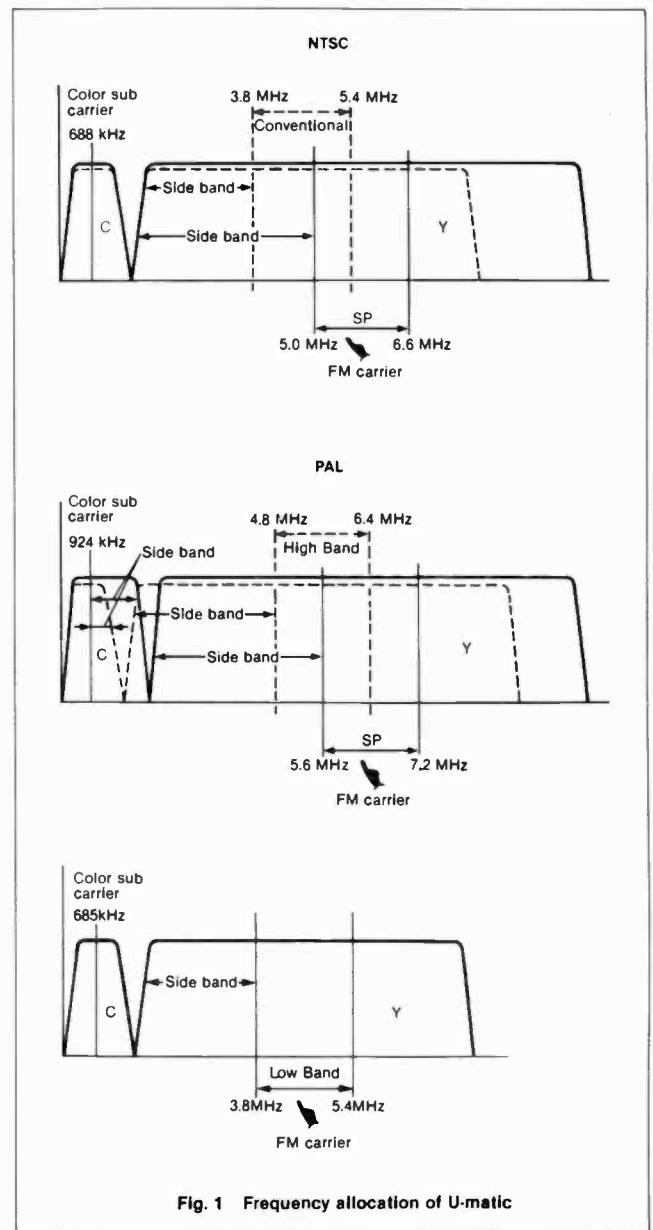 NTSC
Color sub
carrier
688 kHz
3.8 MHz
5.4 MHz
Conventional
Side band
C
Side band
Y
SP
5.0 MHz
6.6 MHz
FM carrier
PAL
Color sub
carrier
924 kHz
Side band
4.8 MHz
6.4 MHz
High Band
Side band
C
Side band
Y
SP
5.6 MHz
7.2 MHz
FM carrier
Color sub
carrier
685kHz
Side band
C
Y
Low Band
3.8MHz
5.4MHz
FM carrier
Fig. 1 Frequency allocation of U-matic